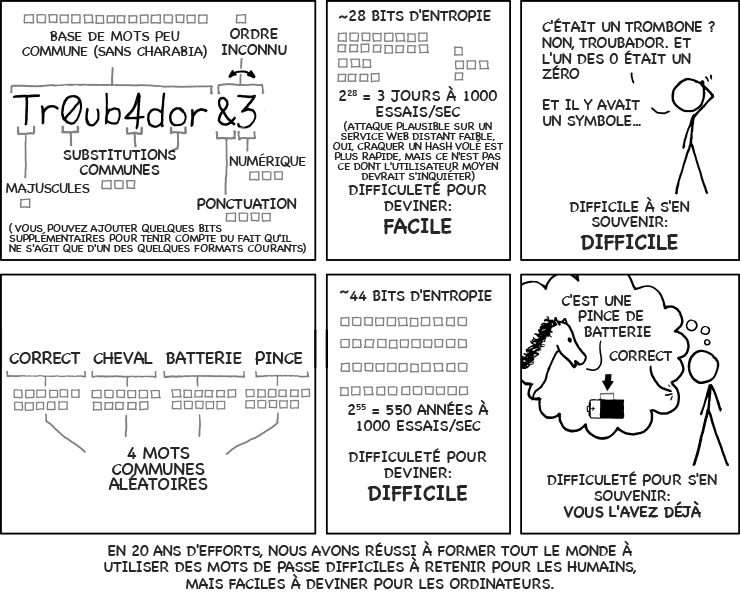 BASE DE MOTS PEU
COMMUNE (SANS CHARABIA)
ORDRE
INCONNU
Tr0ub4dor &3
SUBSTITUTIONS
COMMUNES
NUMÉRIQUE
MAJUSCULES
PONCTUATION
(VOUS POUVEZ AJOUTER QUELQUES BITS
SUPPLÉMENTAIRES POUR TENIR COMPTE DU FAIT QU'IL
NE S'AGIT QUE D'UN DES QUELQUES FORMATS COURANTS)
~28 BITS D'ENTROPIE
2²⁸ = 3 JOURS À 1000
ESSAIS/SEC
(ATTAQUE PLAUSIBLE SUR UN
SERVICE WEB DISTANT FAIBLE,
OUI, CRAQUER UN HASH VOLÉ EST
PLUS RAPIDE, MAIS CE N'EST PAS
CE DONT L'UTILISATEUR MOYEN
DEVRAIT S'INQUIÉTER)
DIFFICULETÉ POUR
DEVINER:
FACILE
C'ÉTAIT UN TROMBONE ?
NON, TROUBADOR. ET
L'UN DES O ÉTAIT UN
ZÉRO
ET IL Y AVAIT
UN SYMBOLE...
DIFFICILE À S'EN
SOUVENIR:
DIFFICILE
CORRECT CHEVAL BATTERIE PINCE
4 MOTS
COMMUNES
ALÉATOIRES
~44 BITS D'ENTROPIE
2⁵⁵ = 550 ANNÉES À
1000 ESSAIS/SEC
DIFFICULETÉ POUR
DEVINER:
DIFFICILE
C'EST UNE
PINCE DE
BATTERIE
CORRECT
DIFFICULETÉ POUR S'EN
SOUVENIR:
VOUS L'AVEZ DÉJÀ
EN 20 ANS D'EFFORTS, NOUS AVONS RÉUSSI À FORMER TOUT LE MONDE À
UTILISER DES MOTS DE PASSE DIFFICILES À RETENIR POUR LES HUMAINS,
MAIS FACILES À DEVINER POUR LES ORDINATEURS.